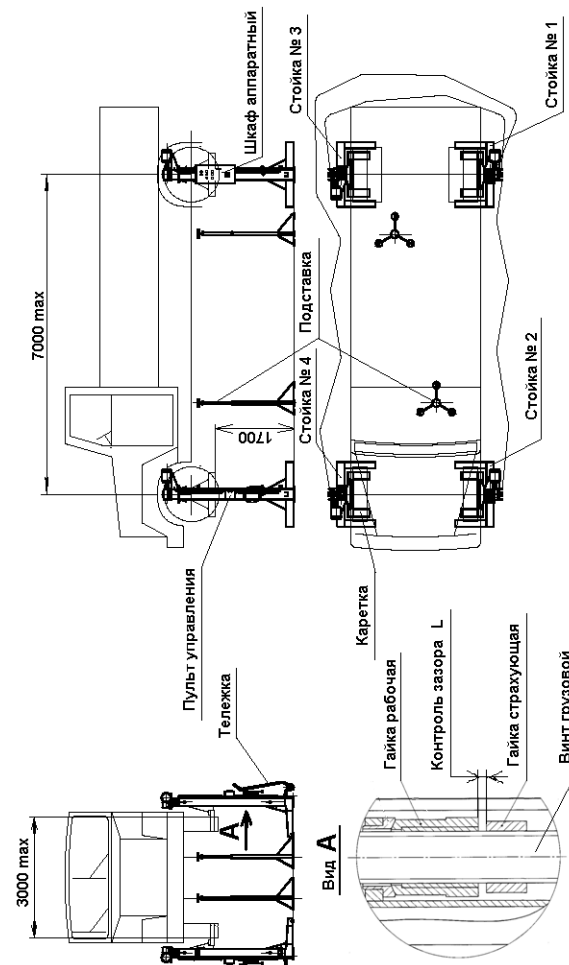 7000 max
Шкаф аппаратный
1700
Пульт управления
Стойка № 3
Стойка № 1
Подставка
Стойка № 4
Стойка № 2
Каретка
3000 max
Тележка
А
Вид А
Гайка рабочая
Контроль зазора L
Гайка страхующая
Винт грузовой